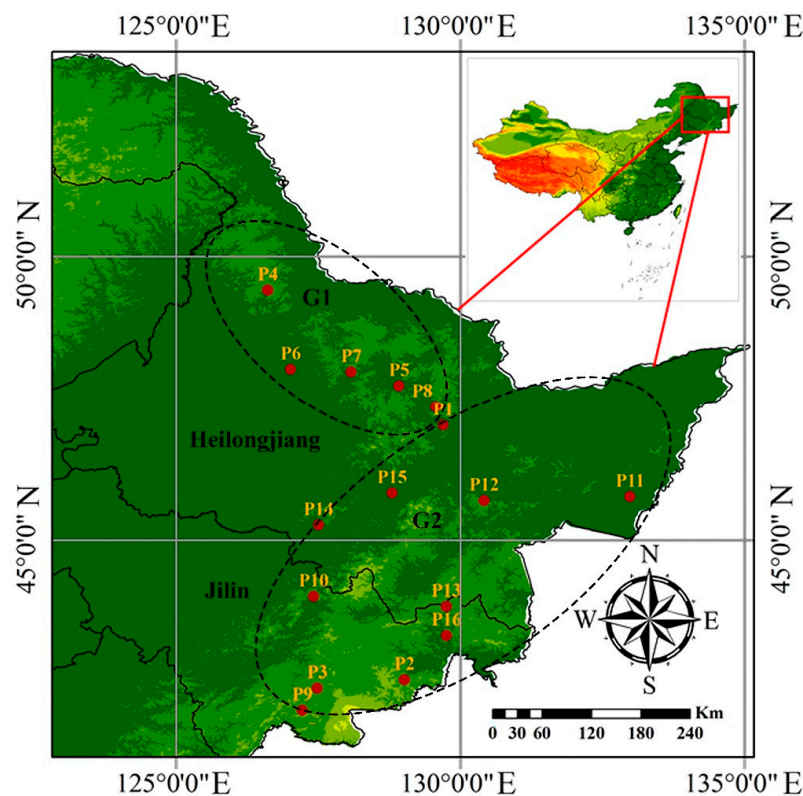 125°0'0"E 130°0'0"E 135°0'0"E
50°0'0" N
50°0'0" N
P4
G1
P6
P7
P5
P8
P1
Heilongjiang
P15
P12
P11
P14
G2
45°0'0" N
45°0'0" N
Jilin
P10
P13
P16
N
W
E
S
P3
P2
P9
Km
0 30 60 120 180 240
125°0'0"E 130°0'0"E 135°0'0"E